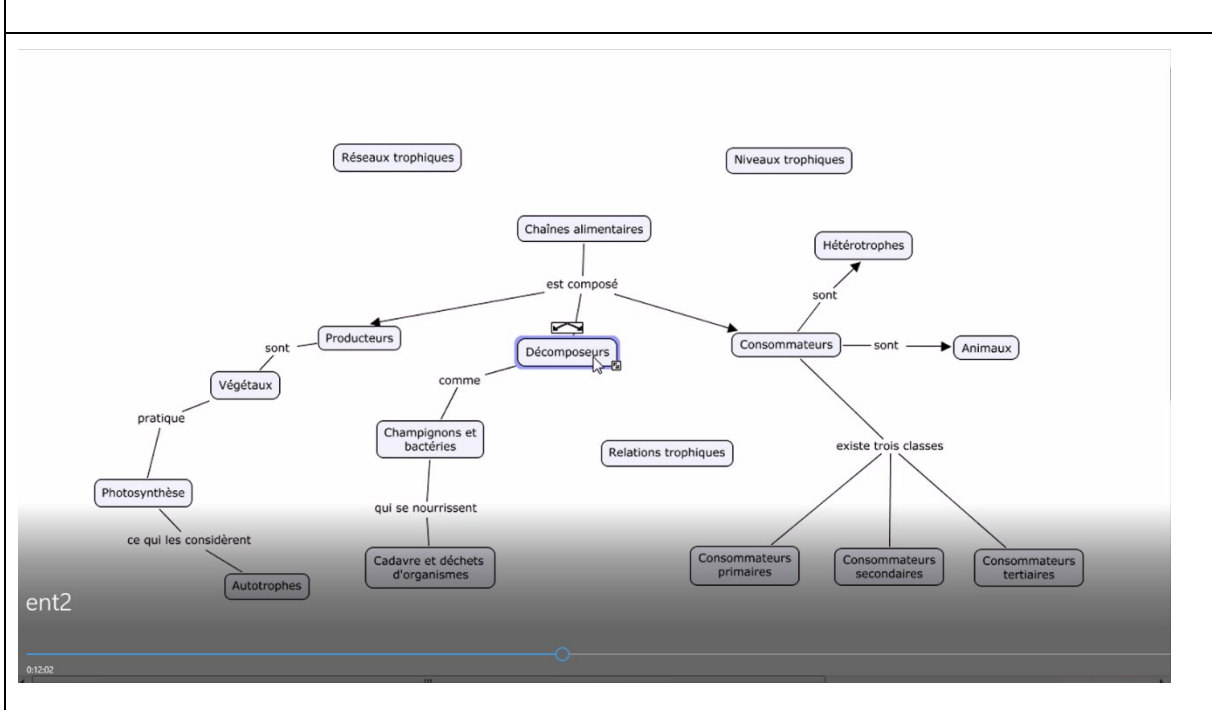 Réseaux trophiques
Niveaux trophiques
Chaînes alimentaires
Hétérotrophes
est composé
sont
Producteurs
sont
Décomposeurs
Consommateurs
sont
Animaux
Végétaux
comme
pratique
Champignons et
bactéries
Relations trophiques
existe trois classes
Photosynthèse
qui se nourrissent
ce qui les considèrent
Cadavre et déchets
d'organismes
Autotrophes
Consommateurs
primaires
Consommateurs
secondaires
Consommateurs
tertiaires
ent2
0:12:02